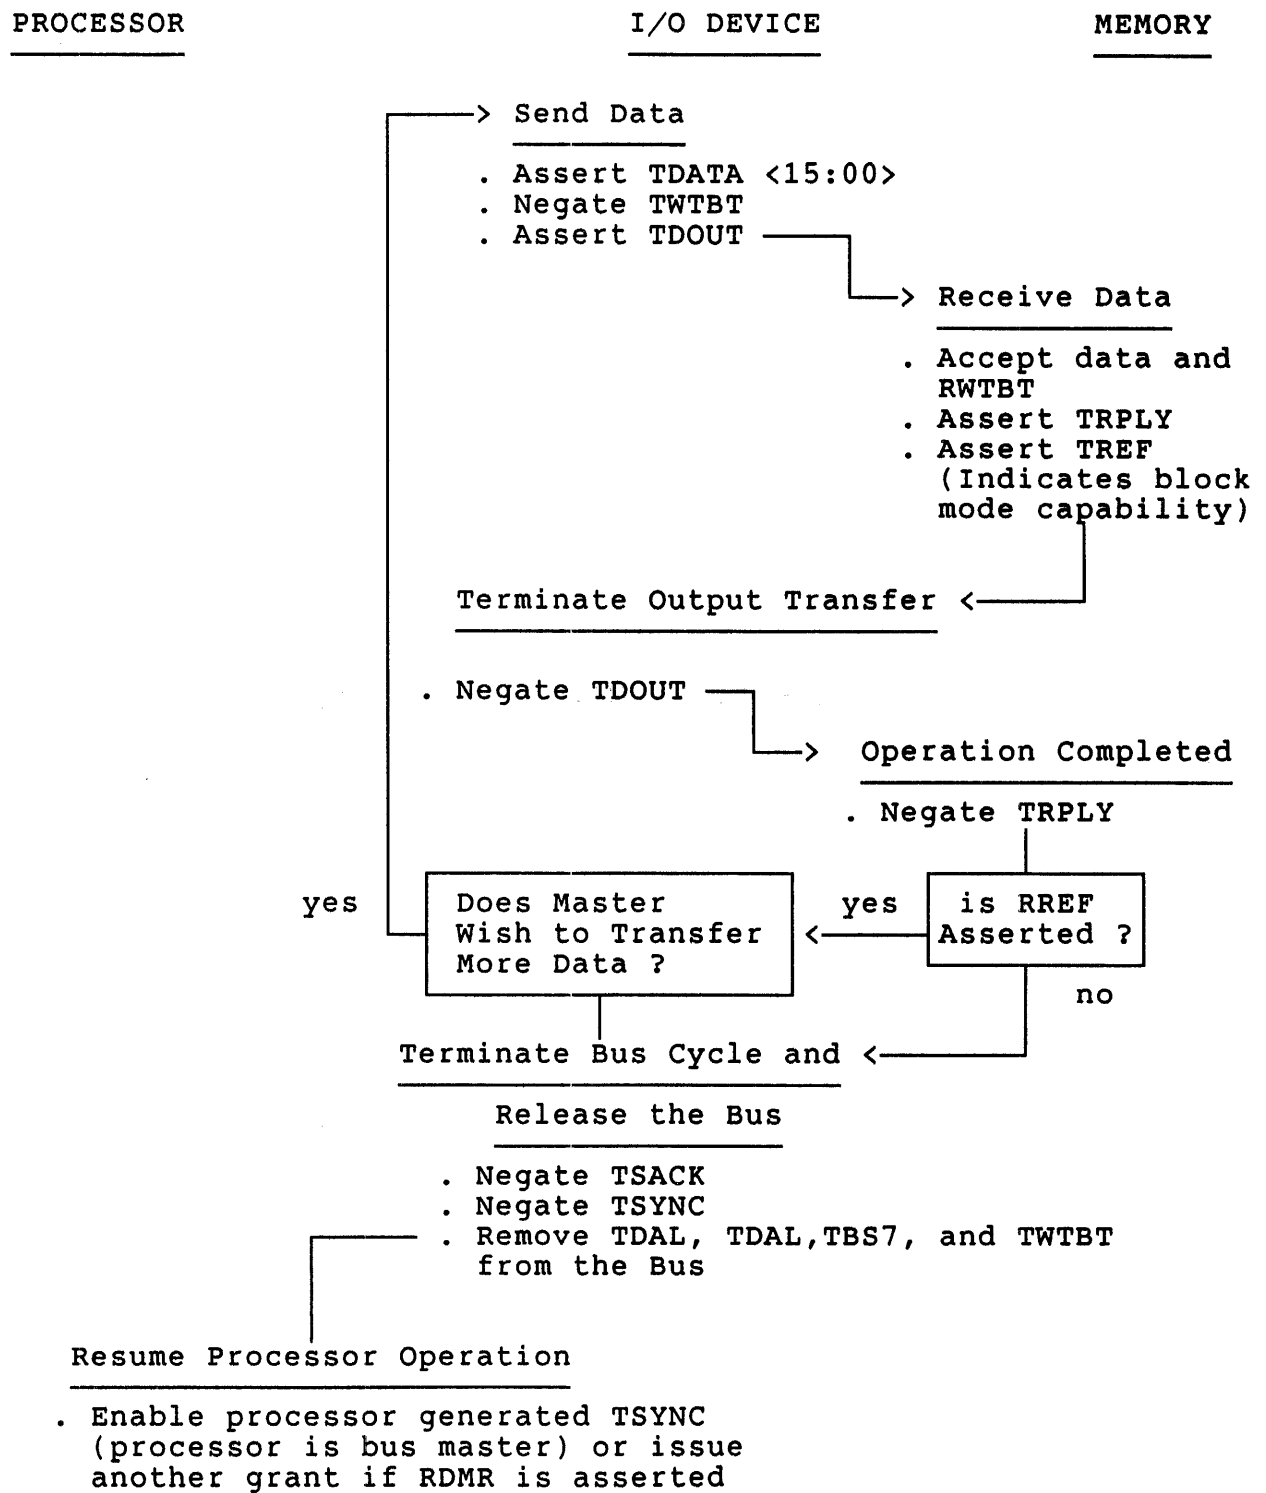 PROCESSOR I/O DEVICE MEMORY
> Send Data
. Assert TDATA <15:00>
. Negate TWTBT
. Assert TDOUT
> Receive Data
. Accept data and
RWTBT
. Assert TRPLY
. Assert TREF
(Indicates block
mode capability)
Terminate Output Transfer <
. Negate TDOUT
> Operation Completed
. Negate TRPLY
yes
Does Master
Wish to Transfer
More Data ?
yes
<
is RREF
Asserted ?
no
Terminate Bus Cycle and <
Release the Bus
. Negate TSACK
. Negate TSYNC
. Remove TDAL, TDAL,TBS7, and TWTBT
from the Bus
Resume Processor Operation
. Enable processor generated TSYNC
(processor is bus master) or issue
another grant if RDMR is asserted